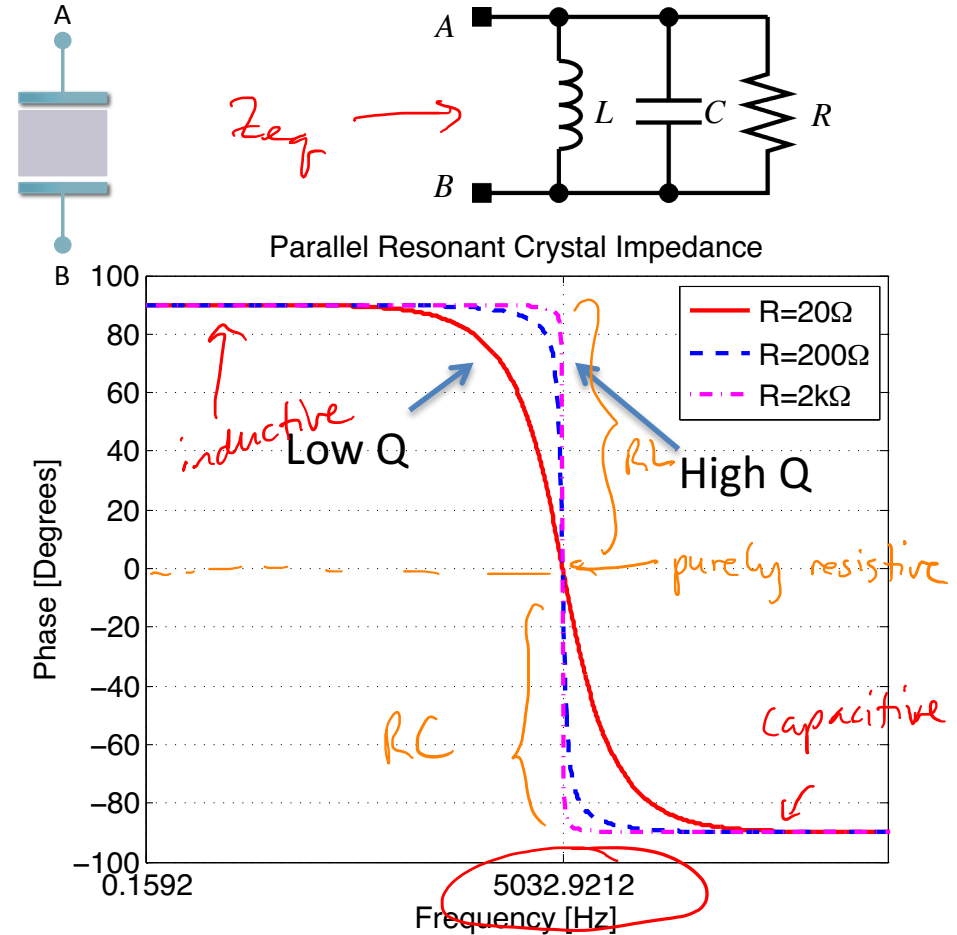 A
A
Zeq
L
C
R
B
B
Parallel Resonant Crystal Impedance
100
80
60
40
20
0
−20
−40
−60
−80
−100
Phase [Degrees]
R=20Ω
R=200Ω
R=2kΩ
inductive
Low Q
RL
High Q
purely resistive
RC
capacitive
0.1592
5032.9212
Frequency [Hz]